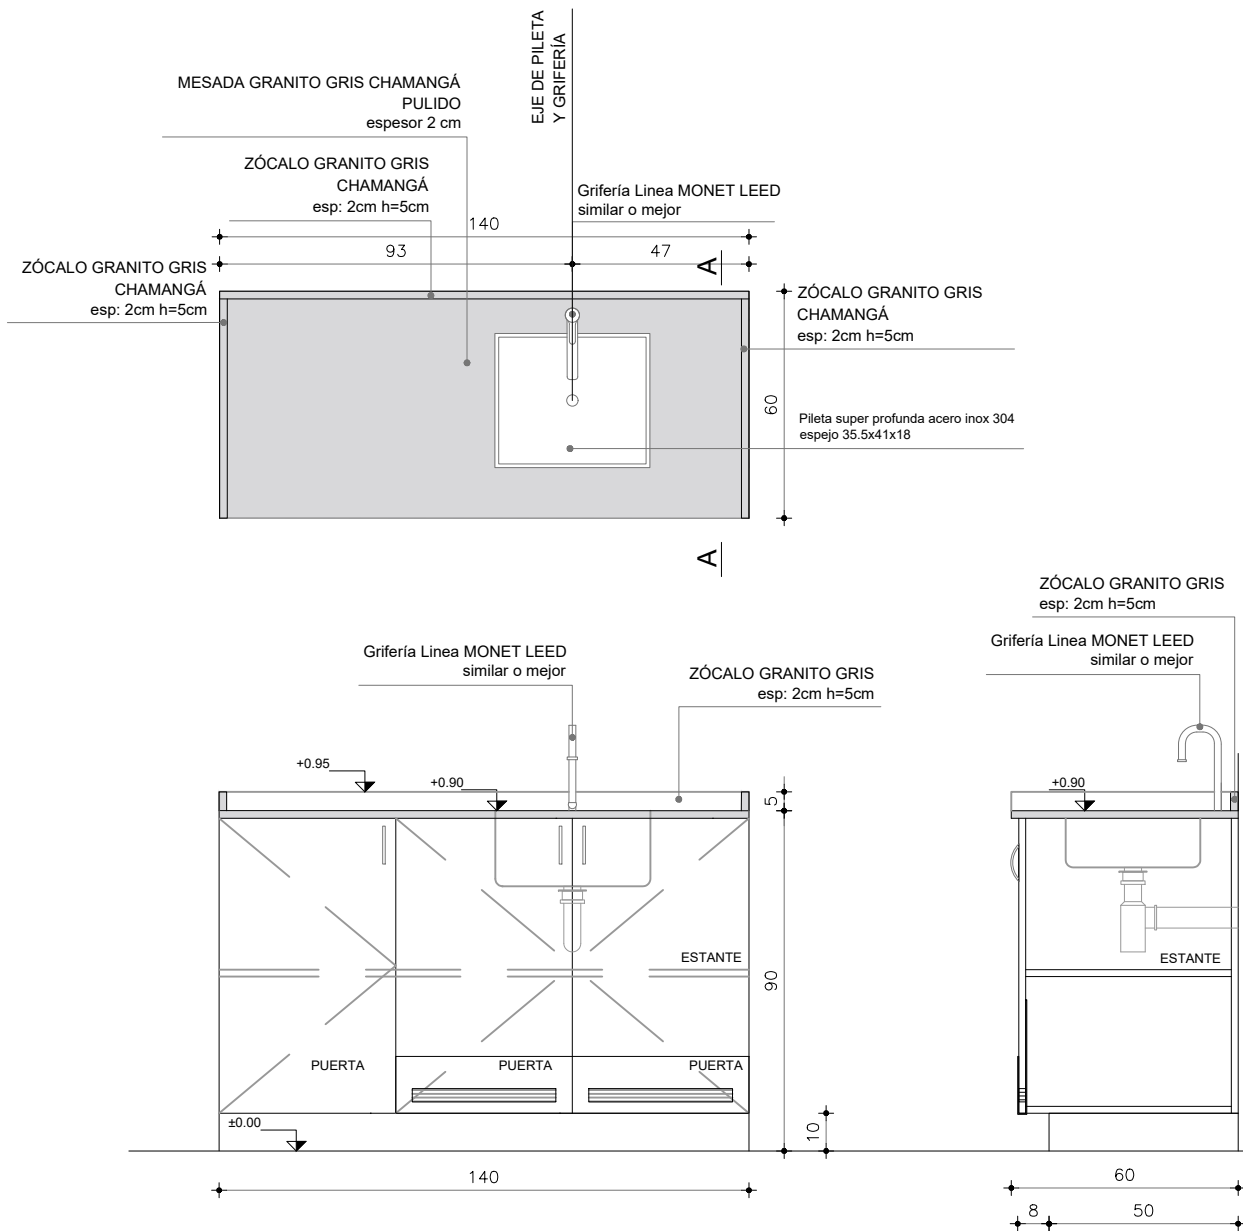 EJE DE PILETA
Y GRIFERÍA
MESADA GRANITO GRIS CHAMANGÁ
PULIDO
espesor 2 cm
ZÓCALO GRANITO GRIS
CHAMANGÁ
esp: 2cm h=5cm
Grifería Linea MONET LEED
similar o mejor
140
93
47
A
ZÓCALO GRANITO GRIS
CHAMANGÁ
esp: 2cm h=5cm
ZÓCALO GRANITO GRIS
CHAMANGÁ
esp: 2cm h=5cm
60
Pileta super profunda acero inox 304
espejo 35.5x41x18
A
ZÓCALO GRANITO GRIS
esp: 2cm h=5cm
Grifería Linea MONET LEED
similar o mejor
Grifería Linea MONET LEED
similar o mejor
ZÓCALO GRANITO GRIS
esp: 2cm h=5cm
+0.95
+0.90
5
+0.90
ESTANTE
90
ESTANTE
PUERTA
PUERTA
PUERTA
±0.00
10
140
60
8
50